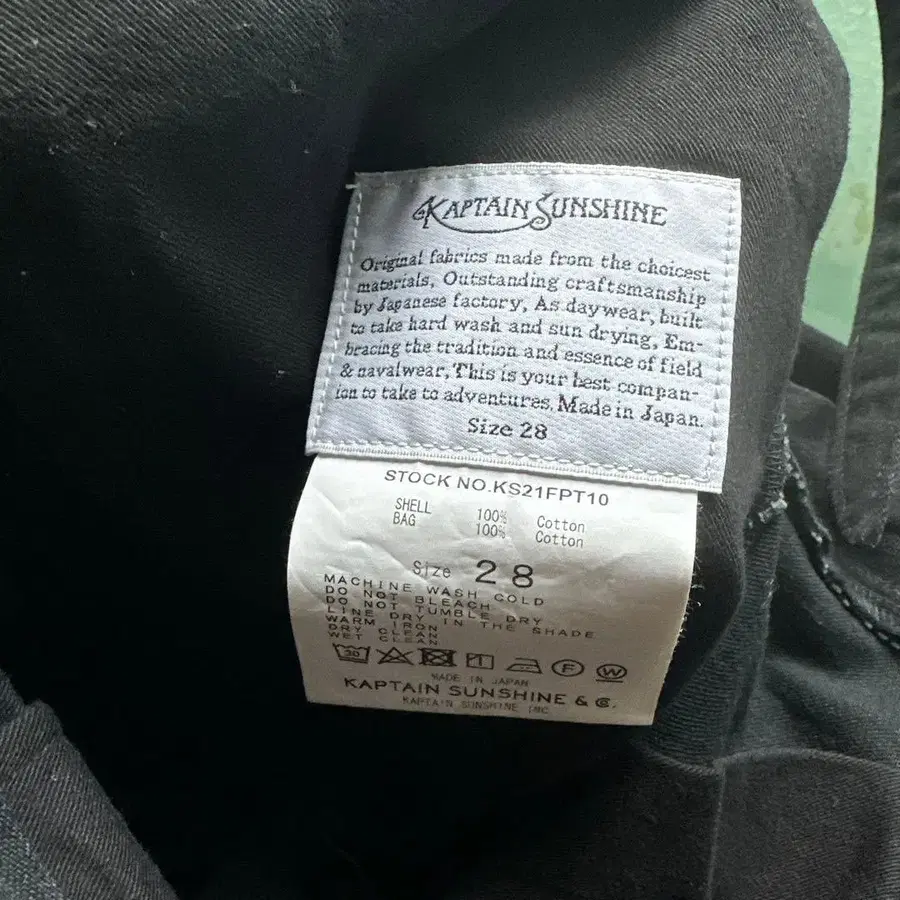 KAPTAIN SUNSHINE
Original fabrics made from the choicest
materials, Outstanding craftsmanship
by Japanese factory, As daywear, built
to take hard wash and sun drying, Em-
bracing the tradition and essence of field
& navalwear, This is your best compan-
ion to take to adventures. Made in Japan.
Size 28
STOCK NO.KS21FPT10
SHELL 100% Cotton
BAG 100% Cotton
Size 28
MACHINE WASH COLD
DO NOT BLEACH
DO NOT TUMBLE DRY
LINE DRY IN THE SHADE
WARM IRON
DRY CLEAN
WET CLEAN
30 F W
MADE IN JAPAN
KAPTAIN SUNSHINE & C.
KAPTAIN SUNSHINE INC.